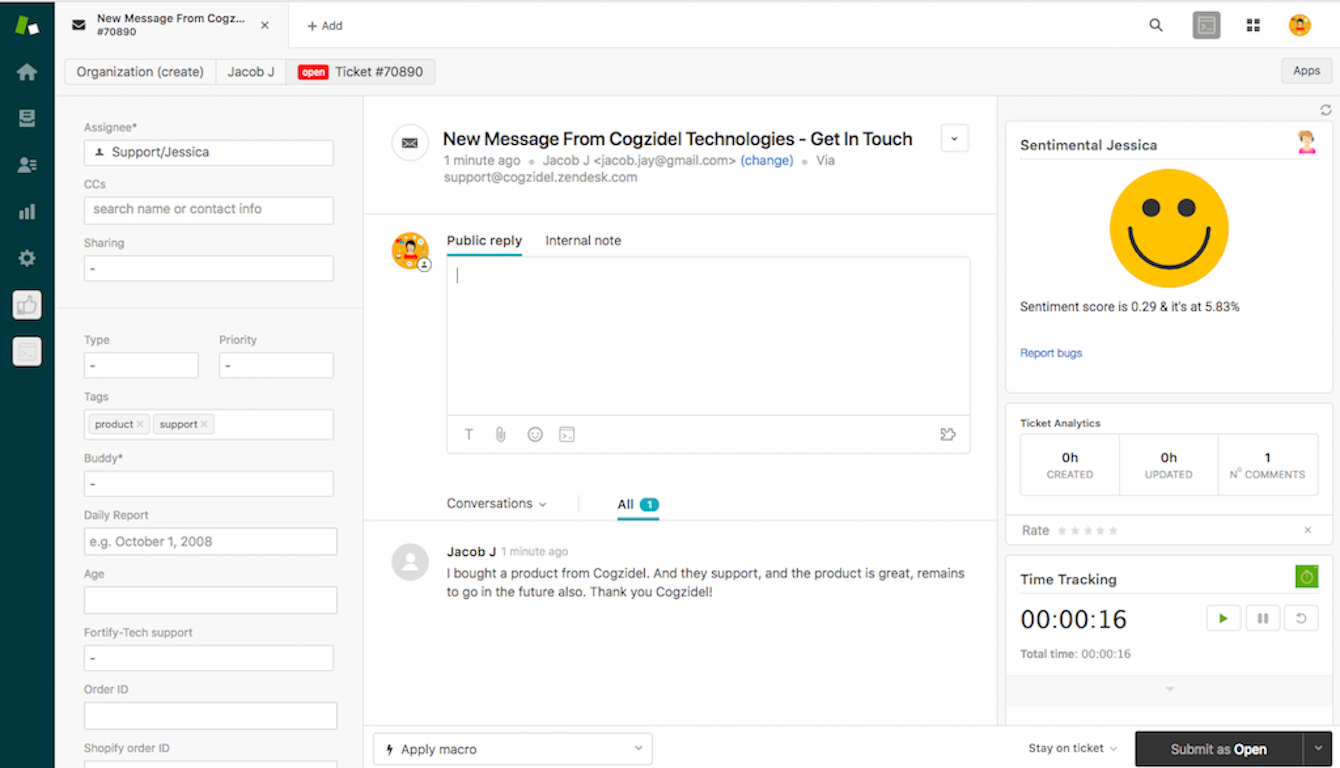 New Message From Cogz...
#70890
+ Add
Organization (create)
Jacob J
open Ticket #70890
Apps
Assignee*
Support/Jessica
CCs
search name or contact info
Sharing
-
Type
Priority
-
-
Tags
product ×
support ×
Buddy*
-
Daily Report
e.g. October 1, 2008
Age
Fortify-Tech support
-
Order ID
Shopify order ID
New Message From Cogzidel Technologies - Get In Touch
1 minute ago • Jacob J <jacob.jay@gmail.com> (change) • Via
support@cogzidel.zendesk.com
Public reply
Internal note
T
Conversations
All 1
Jacob J 1 minute ago
I bought a product from Cogzidel. And they support, and the product is great, remains
to go in the future also. Thank you Cogzidel!
Apply macro
Sentimental Jessica
Sentiment score is 0.29 & it's at 5.83%
Report bugs
Ticket Analytics
0h
CREATED
0h
UPDATED
1
N° COMMENTS
Rate
Time Tracking
00:00:16
Total time: 00:00:16
Stay on ticket
Submit as Open